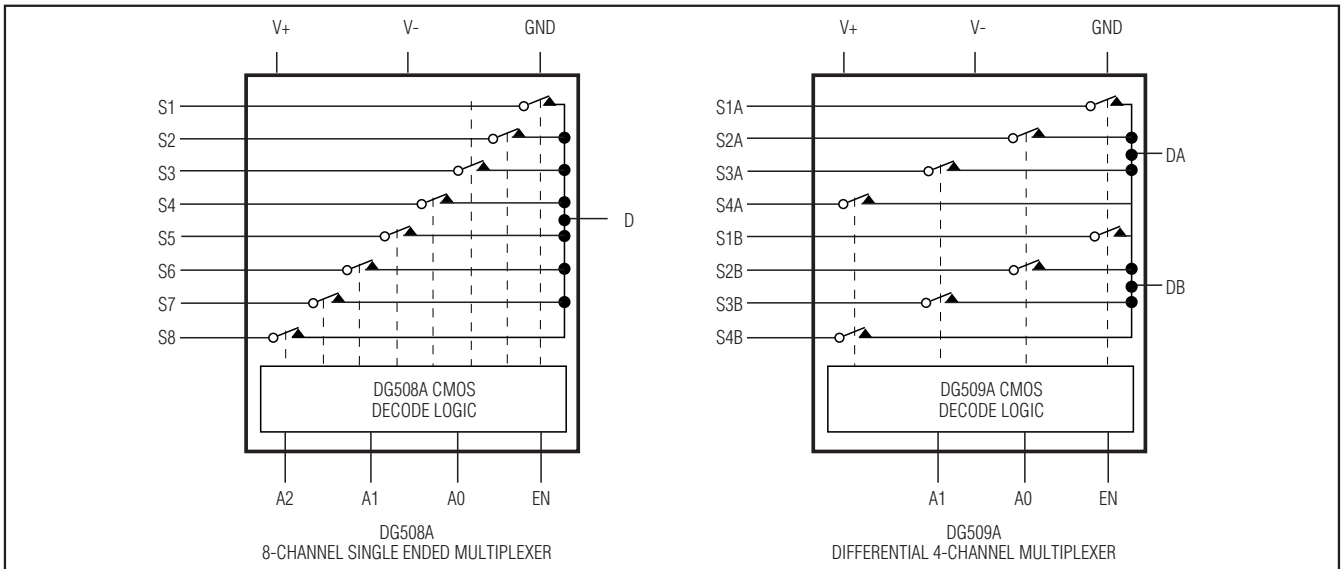 V+ V- GND
S1
S2
S3
S4
S5
S6
S7
S8
D
DG508A CMOS
DECODE LOGIC
A2 A1 A0 EN
DG508A
8-CHANNEL SINGLE ENDED MULTIPLEXER
V+ V- GND
S1A
S2A
S3A
S4A
S1B
S2B
S3B
S4B
DA
DB
DG509A CMOS
DECODE LOGIC
A1 A0 EN
DG509A
DIFFERENTIAL 4-CHANNEL MULTIPLEXER